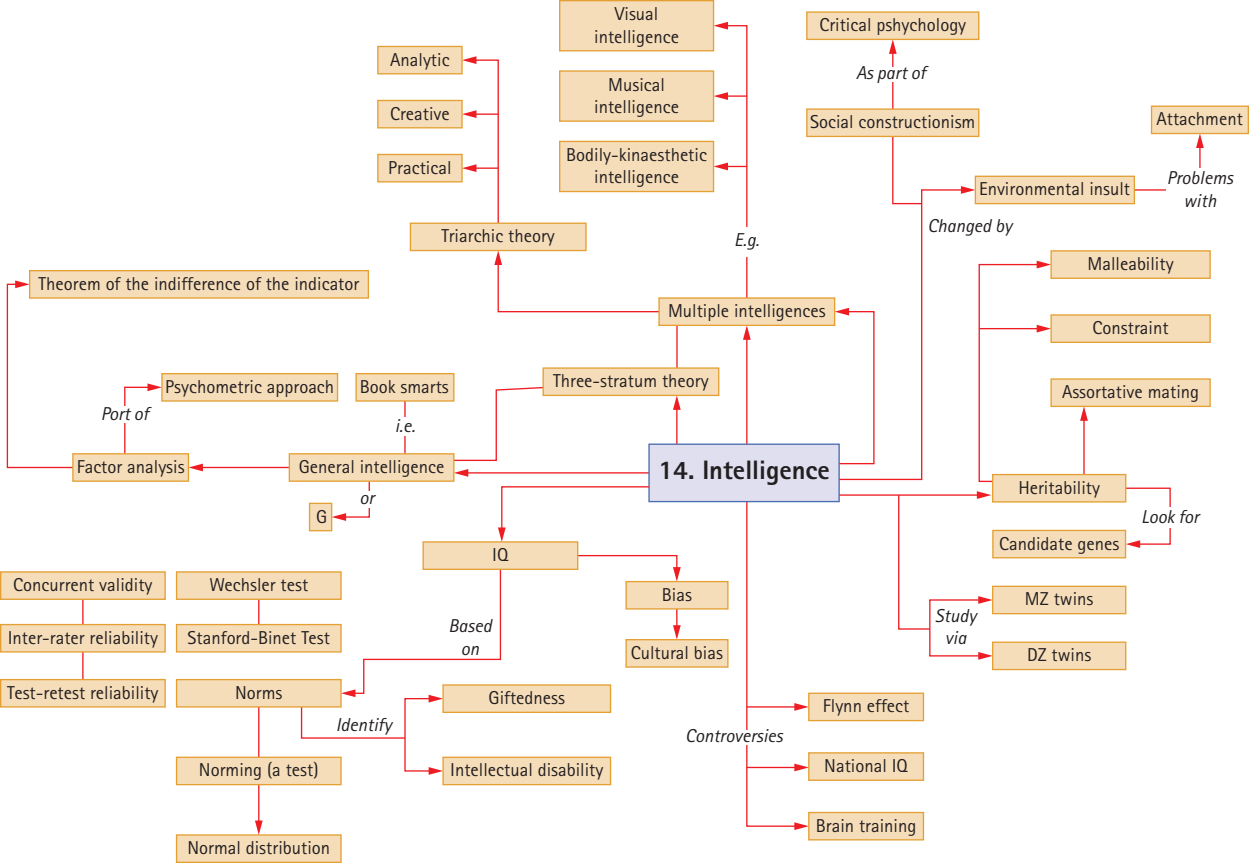 Visual
intelligence
Critical pshychology
Analytic
As part of
Musical
intelligence
Creative
Social constructionism
Attachment
Bodily-kinaesthetic
intelligence
Practical
Environmental insult
Problems
with
Triarchic theory
E.g.
Changed by
Malleability
Theorem of the indifference of the indicator
Multiple intelligences
Constraint
Three-stratum theory
Psychometric approach
Book smarts
Assortative mating
Port of
i.e.
Factor analysis
General intelligence
14. Intelligence
Heritability
or
G
Look for
Candidate genes
IQ
Concurrent validity
Wechsler test
Bias
MZ twins
Study
via
Based
on
Inter-rater reliability
Stanford-Binet Test
Cultural bias
DZ twins
Test-retest reliability
Norms
Giftedness
Flynn effect
Identify
Controversies
Norming (a test)
Intellectual disability
National IQ
Brain training
Normal distribution